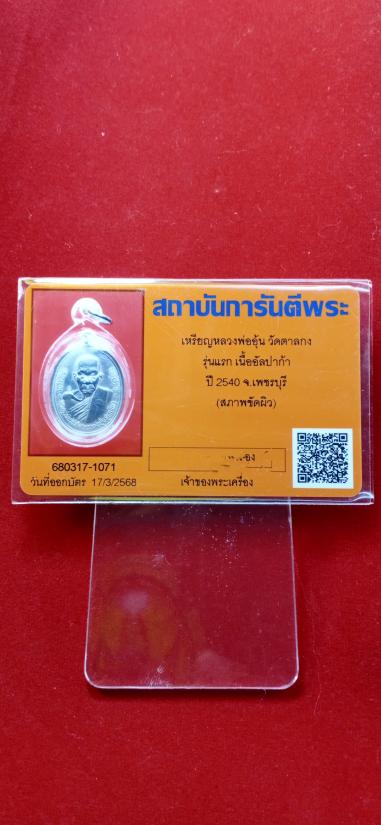 สถาบันการันตีพระ
เหรียญหลวงพ่ออุ้น วัดตาลกง
รุ่นแรก เนื้ออัลปาก้า
ปี 2540 จ.เพชรบุรี
(สภาพขัดผิว)
680317-1071
วันที่ออกบัตร 17/3/2568
เจ้าของพระเครื่อง